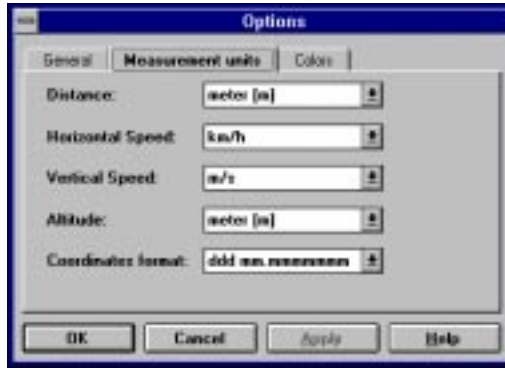 Options
General Measurement units Colors
Distance: meter [m]
Horizontal Speed: km/h
Vertical Speed: m/s
Altitude: meter [m]
Coordinates format: ddd mm.mmmmmmm
OK Cancel Apply Help